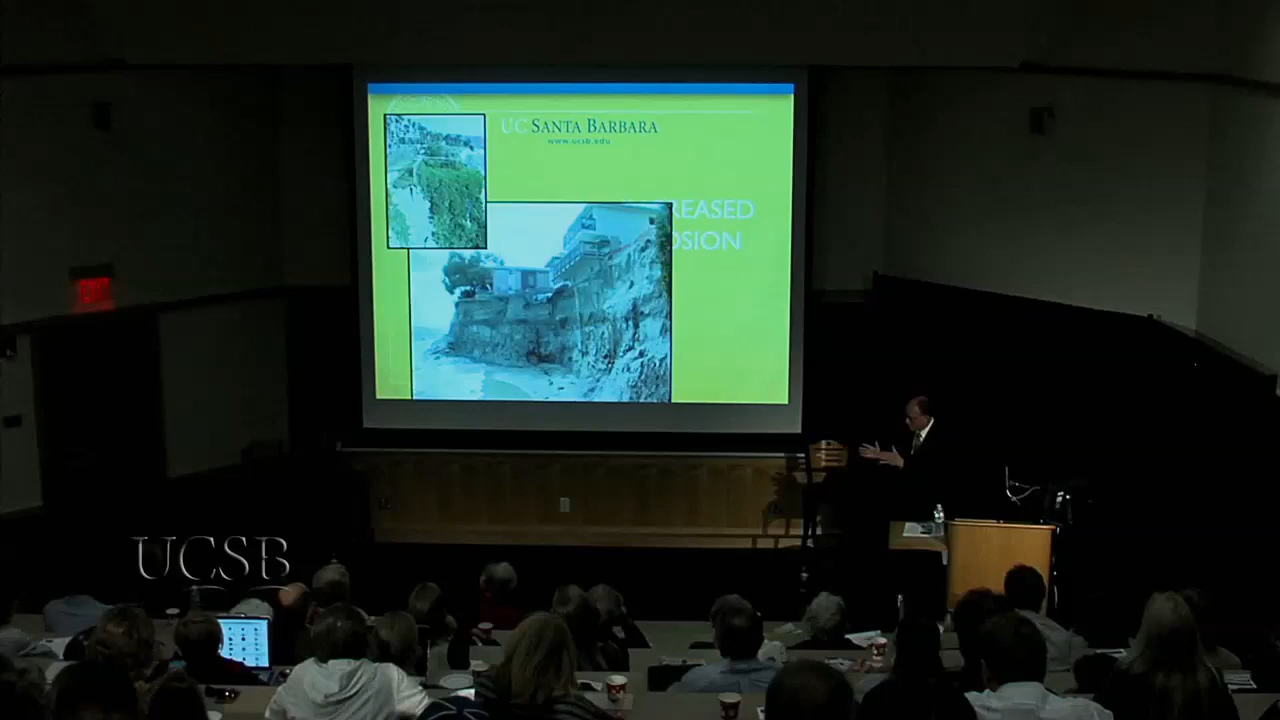 UC SANTA BARBARA
www.ucsb.edu
REASED
OSION
UCSB